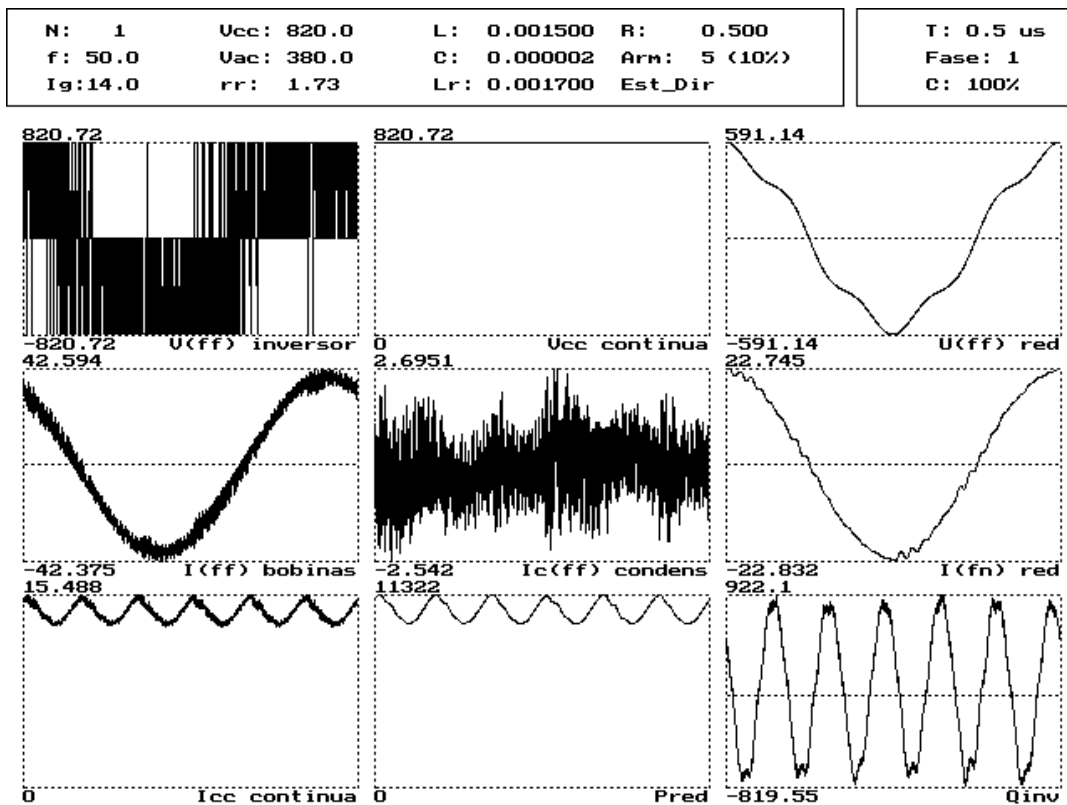 N: 1 Vcc: 820.0 L: 0.001500 R: 0.500 T: 0.5 us
f: 50.0 Vac: 380.0 C: 0.000002 Arm: 5 (10%) Fase: 1
Ig:14.0 rr: 1.73 Lr: 0.001700 Est_Dir C: 100%
820.72 820.72 591.14
-820.72 V(ff) inversor 0 Vcc continua -591.14 U(ff) red
42.594 2.6951 22.745
-42.375 I(ff) bobinas -2.542 Ic(ff) condens -22.832 I(fn) red
15.488 11322 922.1
0 Icc continua 0 Pred -819.55 Qinv